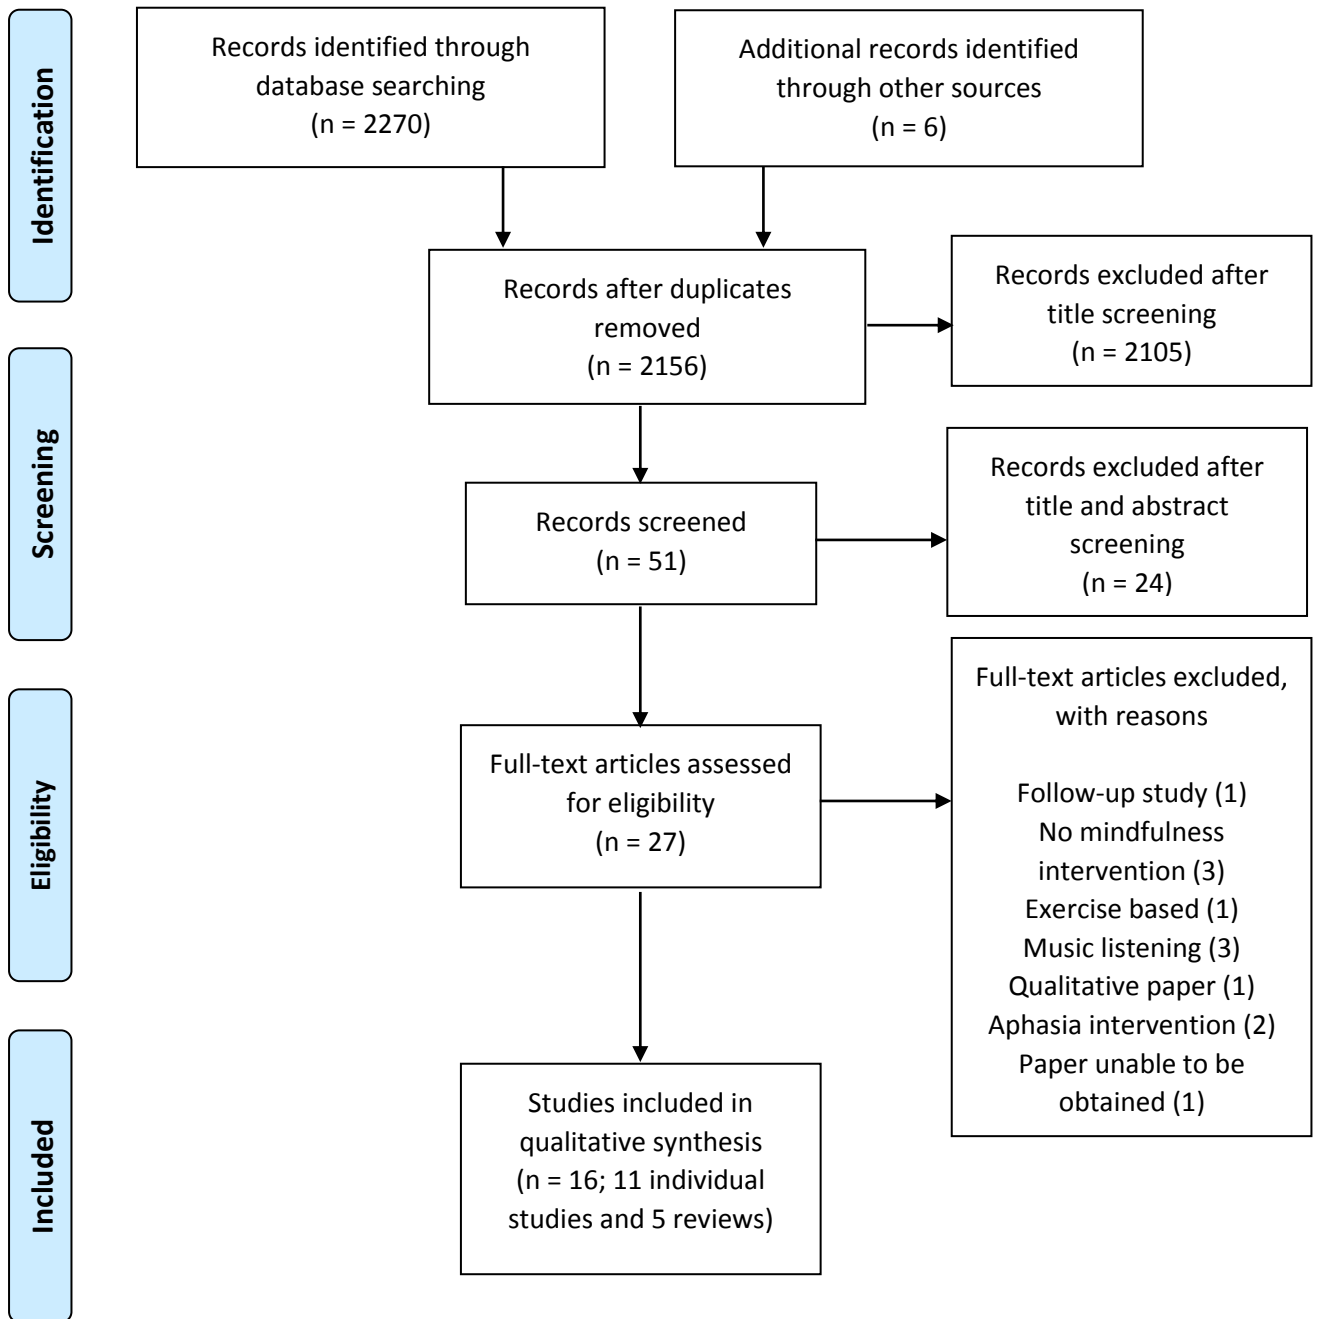 Identification
Records identified through
database searching
(n = 2270)
Additional records identified
through other sources
(n = 6)
Records after duplicates
removed
(n = 2156)
Records excluded after
title screening
(n = 2105)
Screening
Records screened
(n = 51)
Records excluded after
title and abstract
screening
(n = 24)
Eligibility
Full-text articles assessed
for eligibility
(n = 27)
Full-text articles excluded,
with reasons
Follow-up study (1)
No mindfulness
intervention (3)
Exercise based (1)
Music listening (3)
Qualitative paper (1)
Aphasia intervention (2)
Paper unable to be
obtained (1)
Included
Studies included in
qualitative synthesis
(n = 16; 11 individual
studies and 5 reviews)